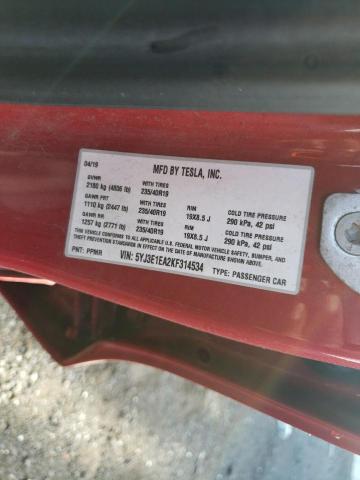 04/19 MFD BY TESLA, INC.
GVWR WITH TIRES RIM COLD TIRE PRESSURE
2180 kg (4806 lb) 235/40R19 19X8.5 J 290 kPa, 42 psi
GAWR FRT WITH TIRES RIM COLD TIRE PRESSURE
1110 kg (2447 lb) 235/40R19 19X8.5 J 290 kPa, 42 psi
GAWR RR WITH TIRES
1257 kg (2771 lb) 235/40R19
THIS VEHICLE CONFORMS TO ALL APPLICABLE U.S. FEDERAL MOTOR VEHICLE SAFETY, BUMPER, AND
THEFT PREVENTION STANDARDS IN EFFECT ON THE DATE OF MANUFACTURE SHOWN ABOVE.
PNT: PPMR VIN: 5YJ3E1EA2KF314534 TYPE: PASSENGER CAR